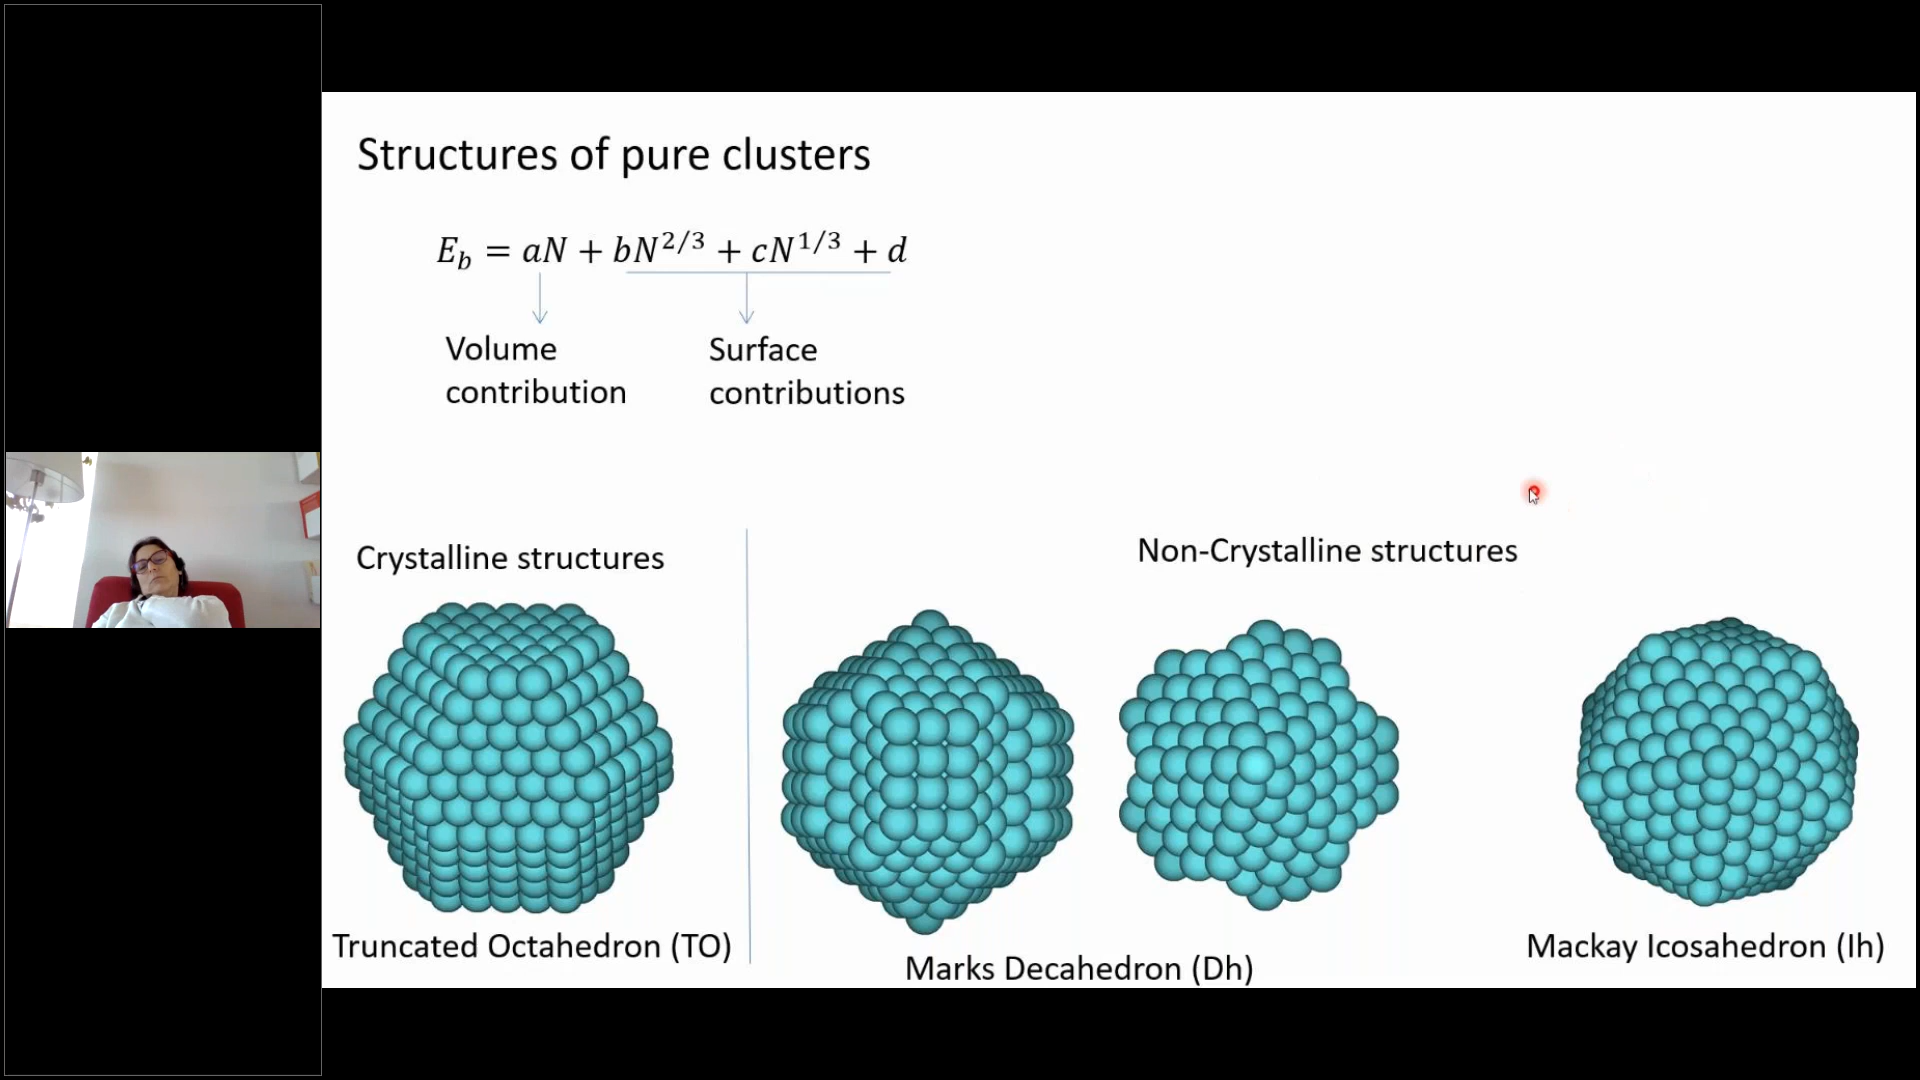 Structures of pure clusters
E_b = aN + bN^{2/3} + cN^{1/3} + d
Volume
contribution
Surface
contributions
Crystalline structures
Non-Crystalline structures
Truncated Octahedron (TO)
Marks Decahedron (Dh)
Mackay Icosahedron (Ih)